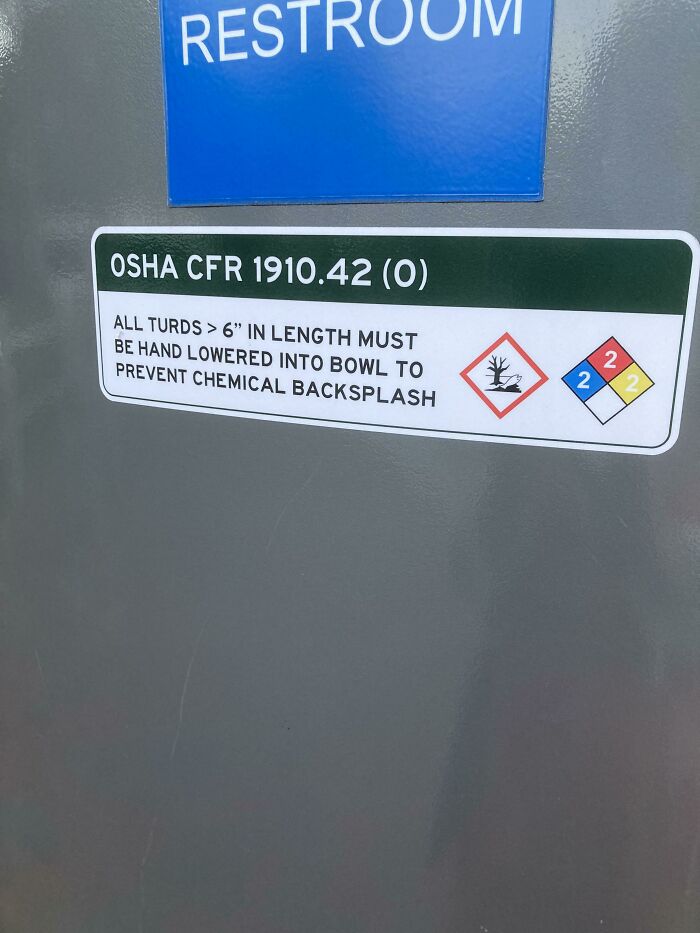 RESTROOM
OSHA CFR 1910.42 (O)
ALL TURDS > 6” IN LENGTH MUST
BE HAND LOWERED INTO BOWL TO
PREVENT CHEMICAL BACKSPLASH
2
2 2